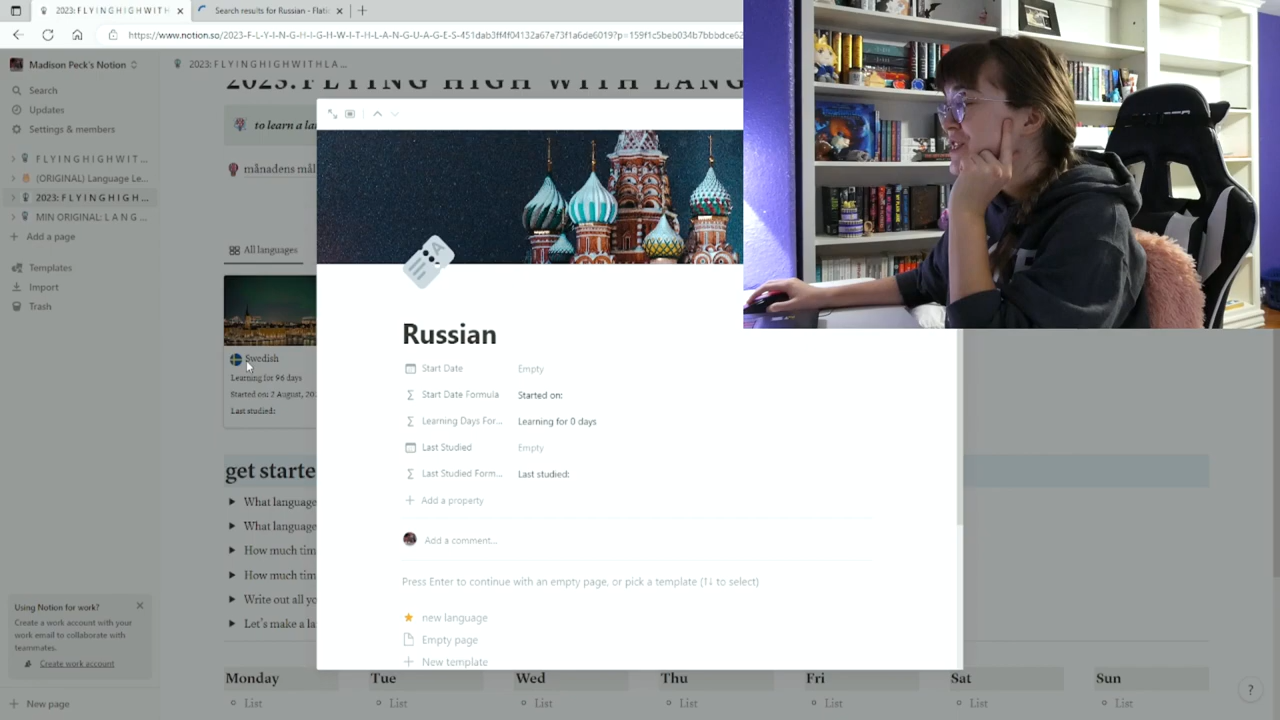 2023: F L Y I N G H I G H W I T H
Search results for Russian - Flati
https://www.notion.so/2023-F-L-Y-I-N-G-H-I-G-H-W-I-T-H-L-A-N-G-U-A-G-E-S-451dab3ff4f04132a67e73f1a6de6019?p=159f1c5beb034b7bbbdce62
Madison Peck's Notion
2023: F L Y I N G H I G H W I T H L A ...
2023: F L Y I N G H I G H W I T H L A N G
Search
Updates
Settings & members
to learn a lan
F L Y I N G H I G H W I T ...
(ORIGINAL) Language Le...
2023: F L Y I N G H I G H ...
MIN ORIGINAL: L A N G ...
Add a page
månadens mål
Templates
Import
Trash
All languages
Swedish
Learning for 96 days
Started on: 2 August, 20
Last studied:
Russian
Start Date Empty
Start Date Formula Started on:
Learning Days For... Learning for 0 days
Last Studied Empty
Last Studied Form... Last studied:
Add a property
Add a comment...
Press Enter to continue with an empty page, or pick a template (↑↓ to select)
new language
Empty page
New template
get starte
What language
What language
How much tim
How much tim
Write out all yo
Let's make a la
Using Notion for work?
Create a work account with your
work email to collaborate with
teammates.
Create work account
New page
Monday Tue Wed Thu Fri Sat Sun
List List List List List List List
?